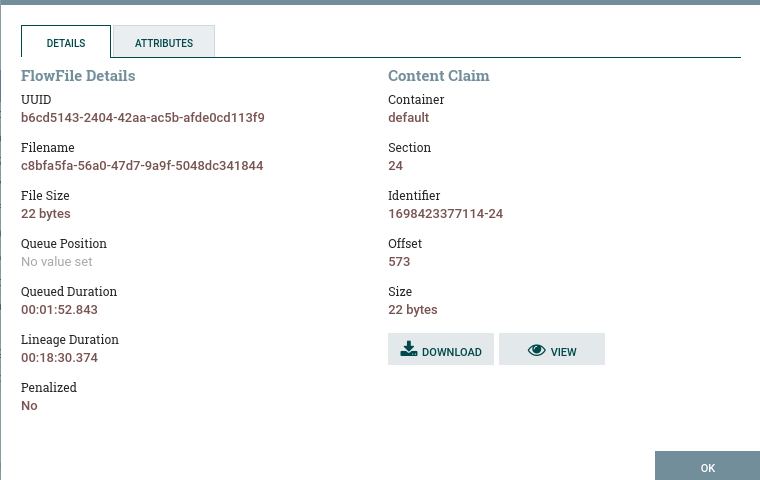 DETAILS
ATTRIBUTES
FlowFile Details
UUID
b6cd5143-2404-42aa-ac5b-afde0cd113f9
Filename
c8bfa5fa-56a0-47d7-9a9f-5048dc341844
File Size
22 bytes
Queue Position
No value set
Queued Duration
00:01:52.843
Lineage Duration
00:18:30.374
Penalized
No
Content Claim
Container
default
Section
24
Identifier
1698423377114-24
Offset
573
Size
22 bytes
DOWNLOAD
VIEW
OK